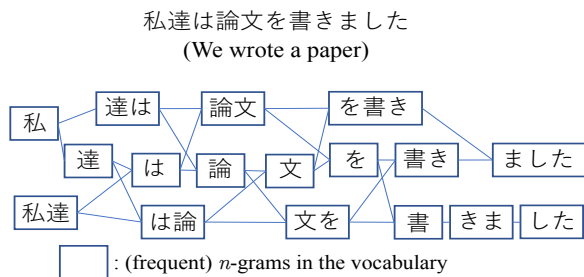 私達は論文を書きました
(We wrote a paper)
達は 論文 を書き
私
達 は 論 文 を 書き ました
私達
は論 文を 書 きま した
: (frequent) n-grams in the vocabulary